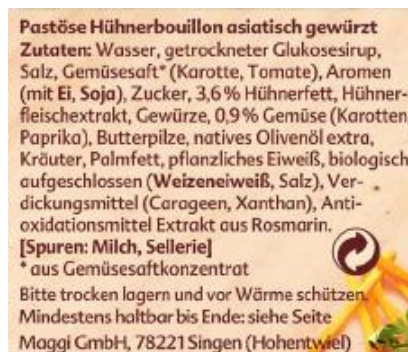 Pastöse Hühnerbouillon asiatisch gewürzt
Zutaten: Wasser, getrockneter Glukosesirup,
Salz, Gemüsesaft* (Karotte, Tomate), Aromen
(mit Ei, Soja), Zucker, 3,6% Hühnerfett, Hühner-
fleischextrakt, Gewürze, 0,9% Gemüse (Karotten,
Paprika), Butterpilze, natives Olivenöl extra,
Kräuter, Palmfett, pflanzliches Eiweiß, biologisch
aufgeschlossen (Weizeneiweiß, Salz), Ver-
dickungsmittel (Carageen, Xanthan), Anti-
oxidationsmittel Extrakt aus Rosmarin.
[Spuren: Milch, Sellerie]
* aus Gemüsesaftkonzentrat
Bitte trocken lagern und vor Wärme schützen.
Mindestens haltbar bis Ende: siehe Seite
Maggi GmbH, 78221 Singen (Hohentwiel)